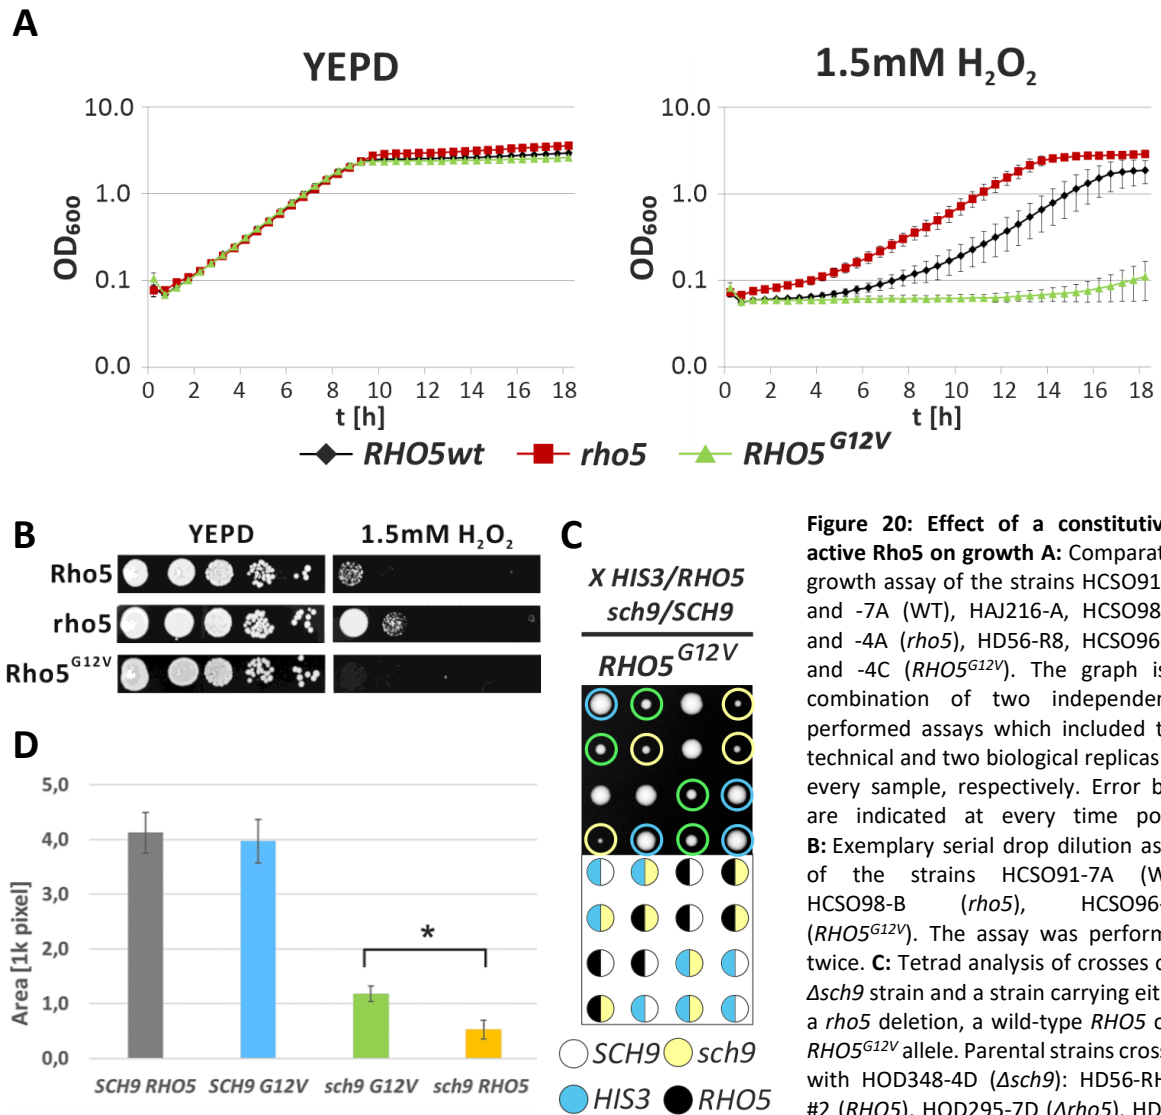 A
YEPD
1.5mM H2O2
10.0
1.0
0.1
0.0
OD600
0 2 4 6 8 10 12 14 16 18
t [h]
10.0
1.0
0.1
0.0
OD600
0 2 4 6 8 10 12 14 16 18
t [h]
RHO5wt rho5 RHO5G12V
B
YEPD 1.5mM H2O2
Rho5
rho5
Rho5G12V
C
X HIS3/RHO5
sch9/SCH9
RHO5G12V
SCH9 sch9
HIS3 RHO5
D
Area [1k pixel]
5,0
4,0
3,0
2,0
1,0
0,0
*
SCH9 RHO5 SCH9 G12V sch9 G12V sch9 RHO5
Figure 20: Effect of a constitutiv
active Rho5 on growth A: Comparat
growth assay of the strains HCSO91
and -7A (WT), HAJ216-A, HCSO98
and -4A (rho5), HD56-R8, HCSO96-
and -4C (RHO5G12V). The graph is
combination of two independen
performed assays which included t
technical and two biological replicas
every sample, respectively. Error b
are indicated at every time po
B: Exemplary serial drop dilution as
of the strains HCSO91-7A (W
HCSO98-B (rho5), HCSO96-
(RHO5G12V). The assay was perform
twice. C: Tetrad analysis of crosses o
Δsch9 strain and a strain carrying eit
a rho5 deletion, a wild-type RHO5 o
RHO5G12V allele. Parental strains cross
with HOD348-4D (Δsch9): HD56-RH
#2 (RHO5), HOD295-7D (Δrho5), HD